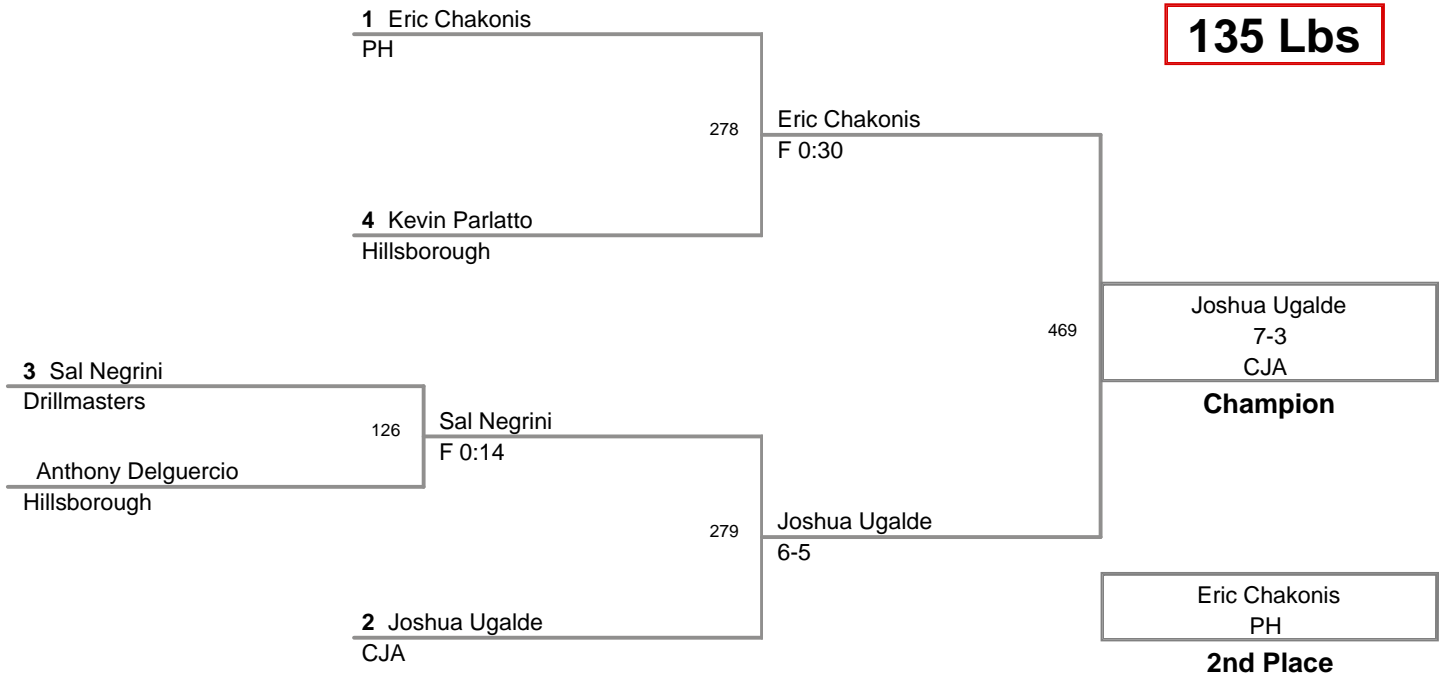 1 Eric Chakonis
PH
135 Lbs
278
Eric Chakonis
F 0:30
4 Kevin Parlatto
Hillsborough
469
Joshua Ugalde
7-3
CJA
Champion
3 Sal Negrini
Drillmasters
126
Sal Negrini
F 0:14
Anthony Delguercio
Hillsborough
279
Joshua Ugalde
6-5
2 Joshua Ugalde
CJA
Eric Chakonis
PH
2nd Place